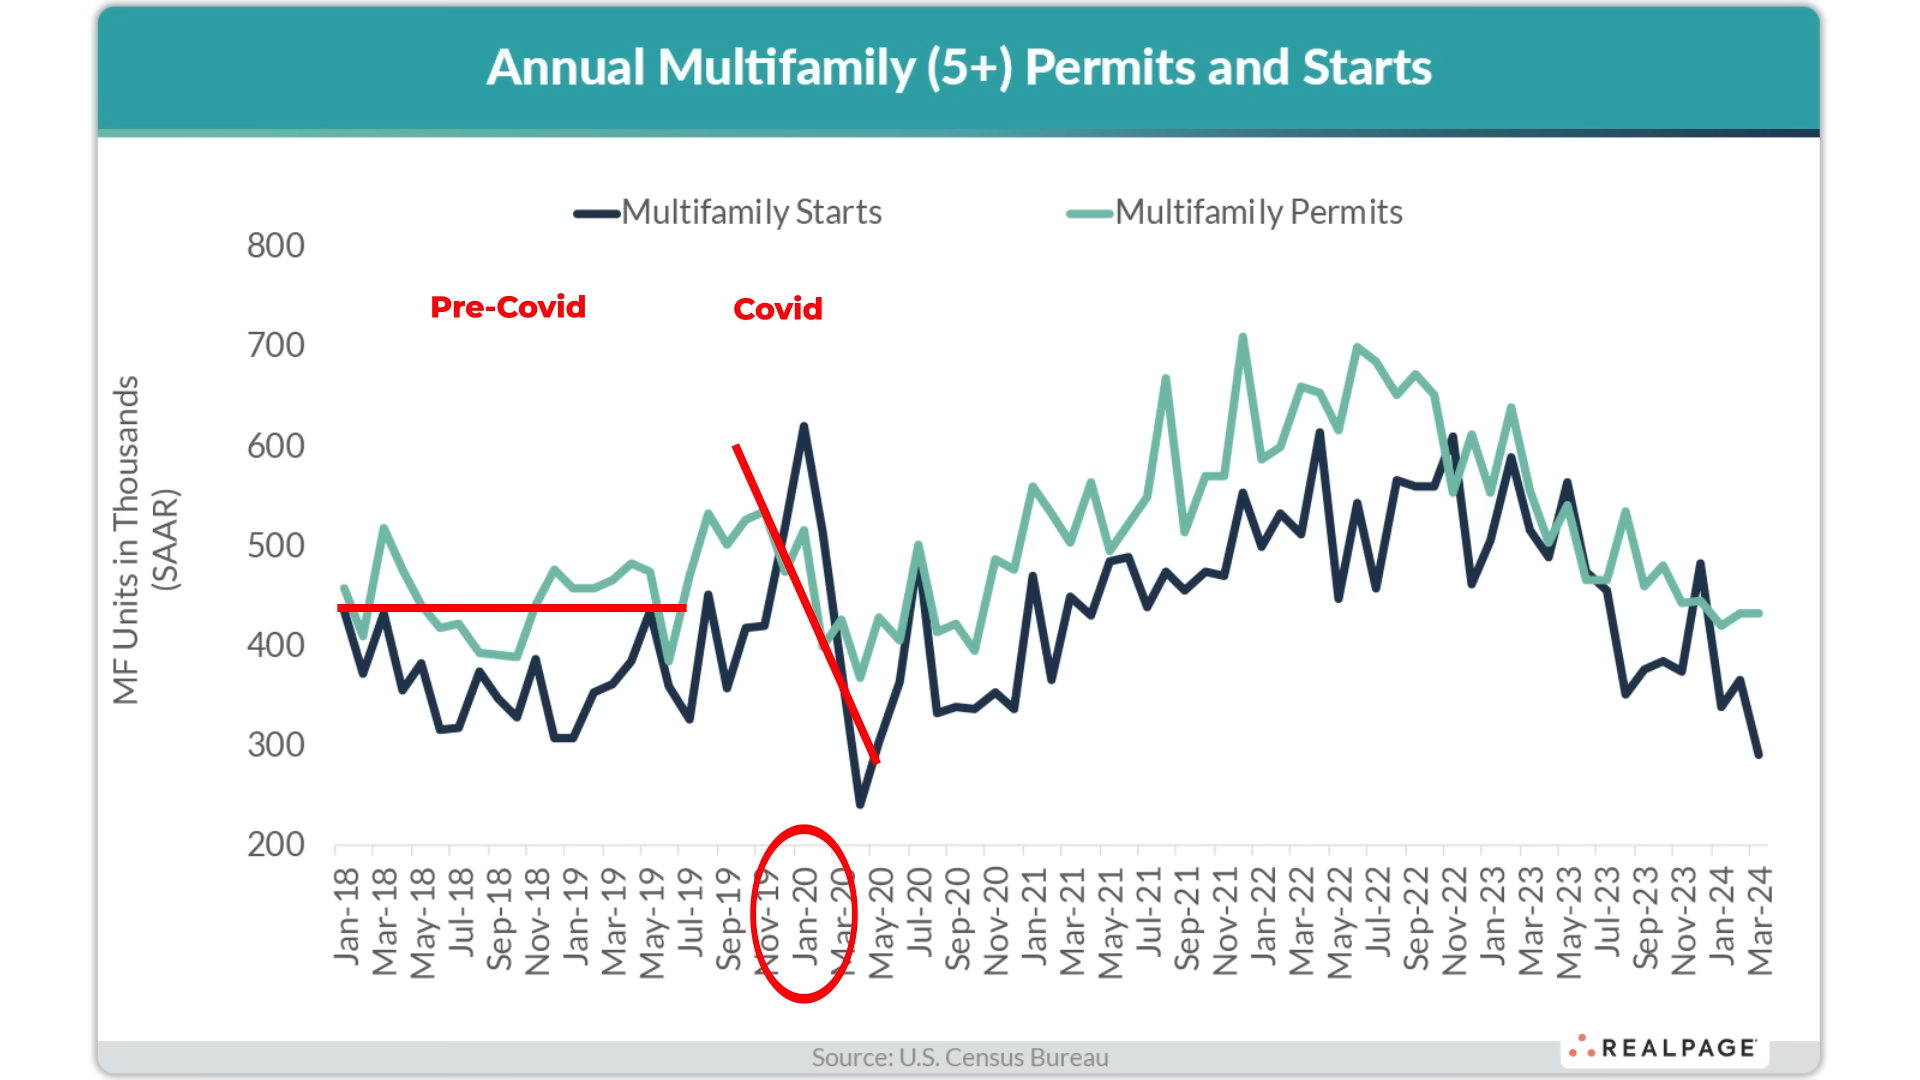 Annual Multifamily (5+) Permits and Starts
Multifamily Starts
Multifamily Permits
Pre-Covid
Covid
MF Units in Thousands
(SAAR)
800
700
600
500
400
300
200
Jan-18
Mar-18
May-18
Jul-18
Sep-18
Nov-18
Jan-19
Mar-19
May-19
Jul-19
Sep-19
Nov-19
Jan-20
Mar-20
May-20
Jul-20
Sep-20
Nov-20
Jan-21
Mar-21
May-21
Jul-21
Sep-21
Nov-21
Jan-22
Mar-22
May-22
Jul-22
Sep-22
Nov-22
Jan-23
Mar-23
May-23
Jul-23
Sep-23
Nov-23
Jan-24
Mar-24
Source: U.S. Census Bureau
REALPAGE